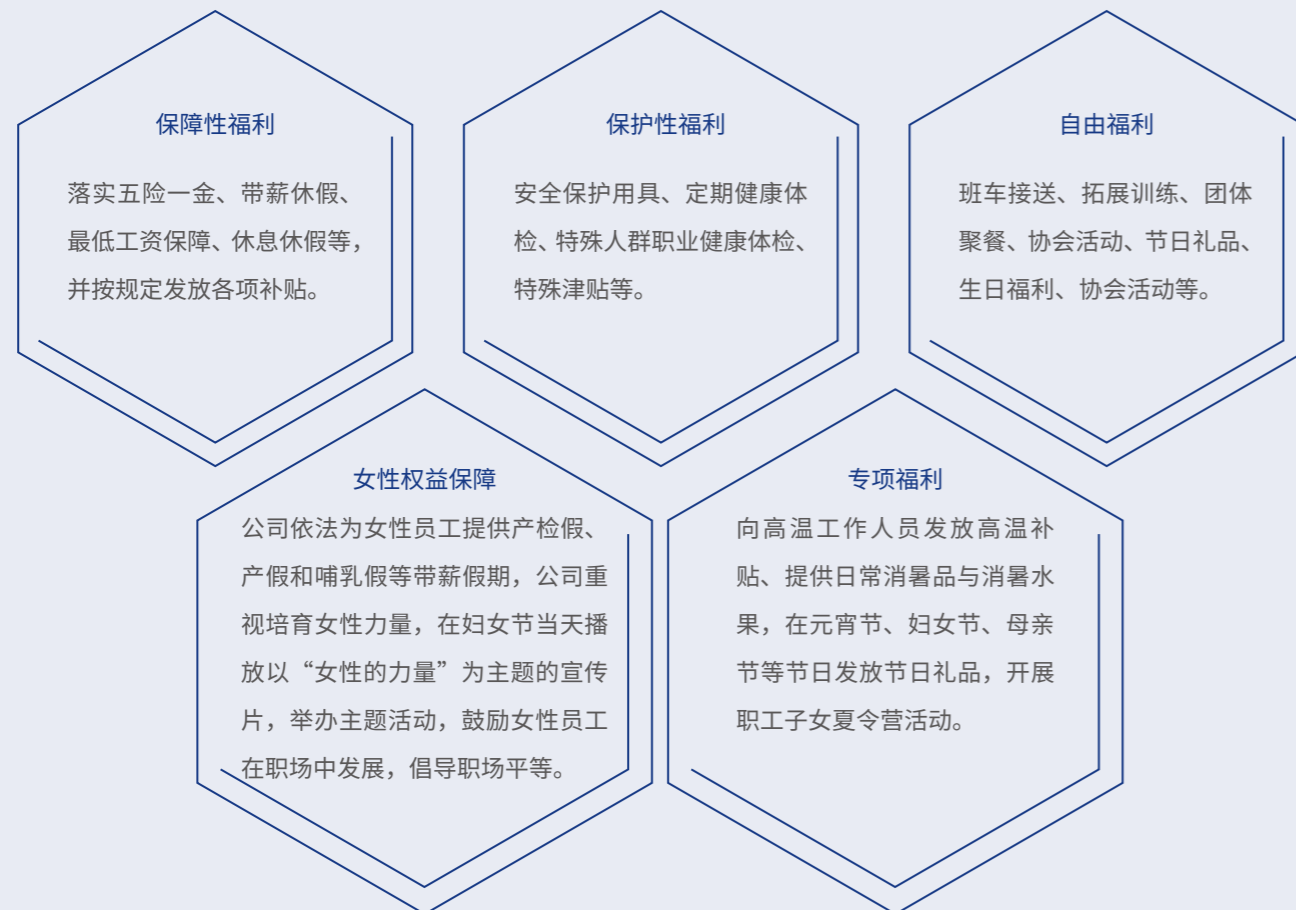 保障性福利
落实五险一金、带薪休假、
最低工资保障、休息休假等，
并按规定发放各项补贴。
保护性福利
安全保护用具、定期健康体
检、特殊人群职业健康体检、
特殊津贴等。
自由福利
班车接送、拓展训练、团体
聚餐、协会活动、节日礼品、
生日福利、协会活动等。
女性权益保障
公司依法为女性员工提供产检假、
产假和哺乳假等带薪假期，公司重
视培育女性力量，在妇女节当天播
放以“女性的力量”为主题的宣传
片，举办主题活动，鼓励女性员工
在职场中发展，倡导职场平等。
专项福利
向高温工作人员发放高温补
贴、提供日常消暑品与消暑水
果，在元宵节、妇女节、母亲
节等节日发放节日礼品，开展
职工子女夏令营活动。